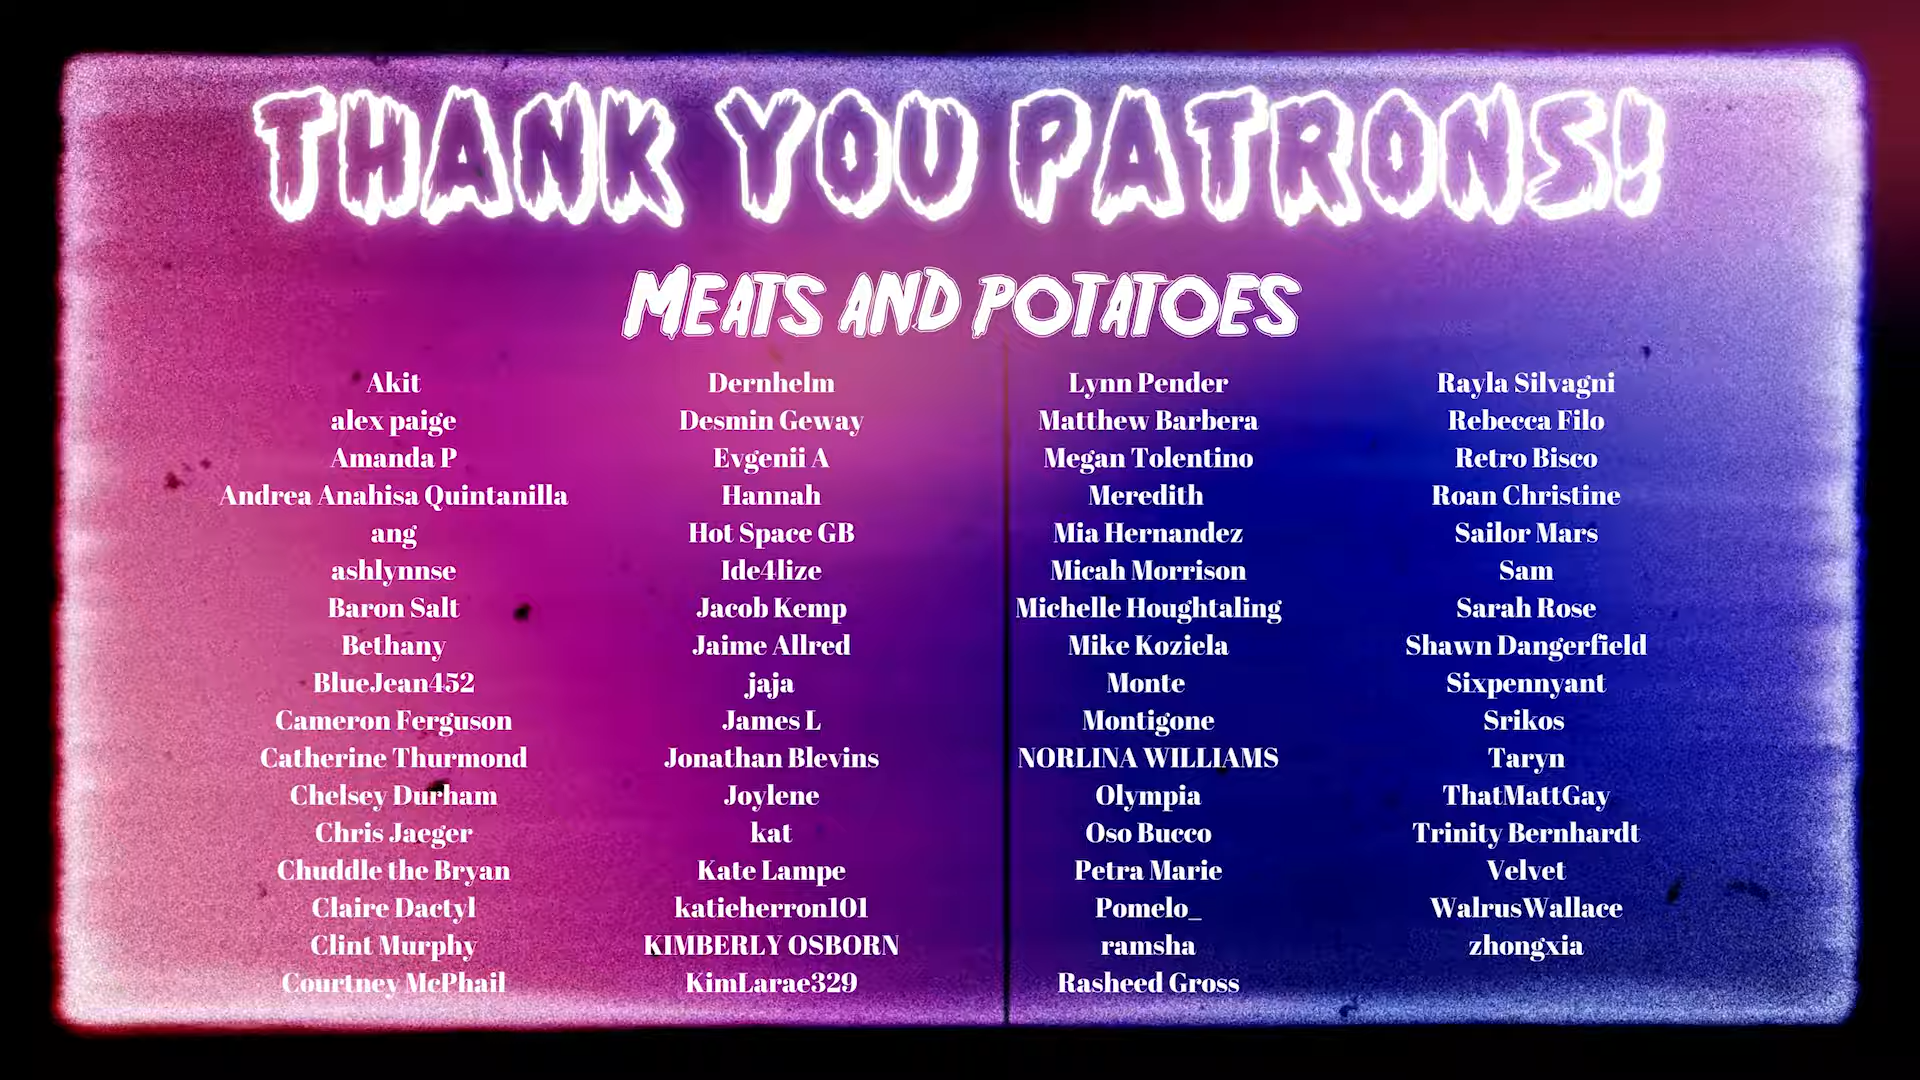 THANK YOU PATRONS!
MEATS AND POTATOES
Akit
alex paige
Amanda P
Andrea Anahisa Quintanilla
ang
ashlynnse
Baron Salt
Bethany
BlueJean452
Cameron Ferguson
Catherine Thurmond
Chelsey Durham
Chris Jaeger
Chuddle the Bryan
Claire Dactyl
Clint Murphy
Courtney McPhail
Dernhelm
Desmin Geway
Evgenii A
Hannah
Hot Space GB
Ide4lize
Jacob Kemp
Jaime Allred
jaja
James L
Jonathan Blevins
Joylene
kat
Kate Lampe
katieherron101
KIMBERLY OSBORN
KimLarae329
Lynn Pender
Matthew Barbera
Megan Tolentino
Meredith
Mia Hernandez
Micah Morrison
Michelle Houghtaling
Mike Koziela
Monte
Montigone
NORLINA WILLIAMS
Olympia
Oso Bucco
Petra Marie
Pomelo_
ramsha
Rasheed Gross
Rayla Silvagni
Rebecca Filo
Retro Bisco
Roan Christine
Sailor Mars
Sam
Sarah Rose
Shawn Dangerfield
Sixpennyant
Srikos
Taryn
ThatMattGay
Trinity Bernhardt
Velvet
WalrusWallace
zhongxia